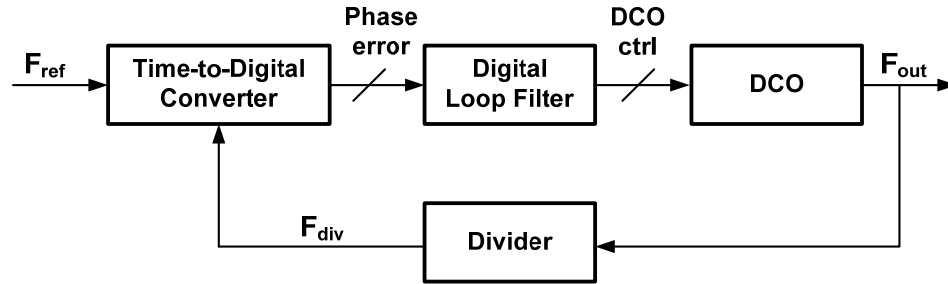 Phase
error
DCO
ctrl
Fref
Time-to-Digital
Converter
Digital
Loop Filter
DCO
Fout
Fdiv
Divider